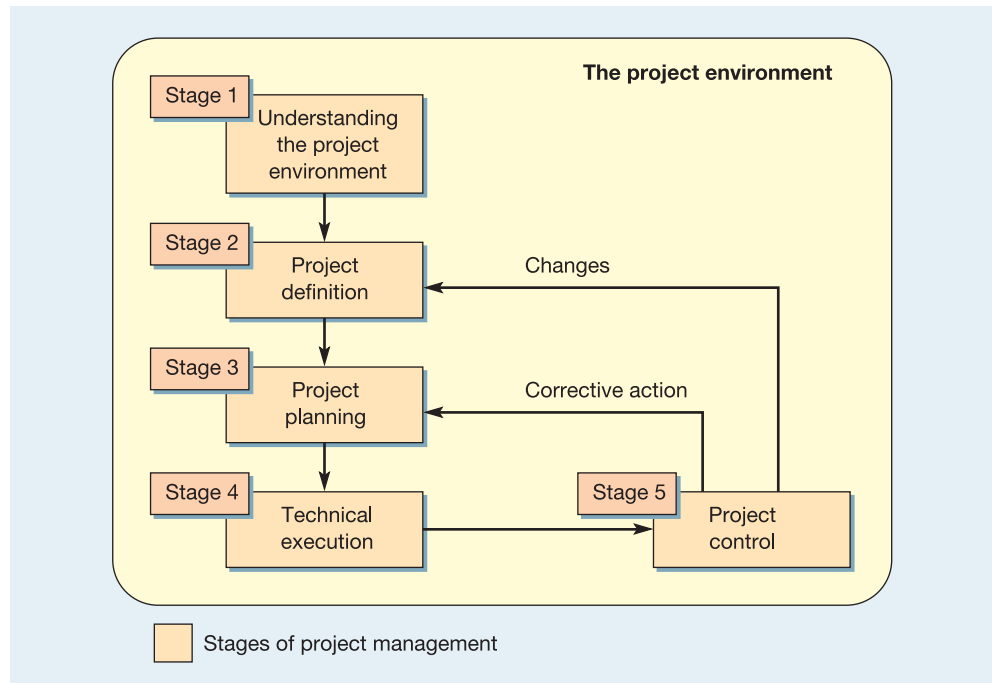 The project environment
Stage 1
Understanding
the project
environment
Stage 2
Project
definition
Changes
Stage 3
Project
planning
Corrective action
Stage 4
Technical
execution
Stage 5
Project
control
Stages of project management